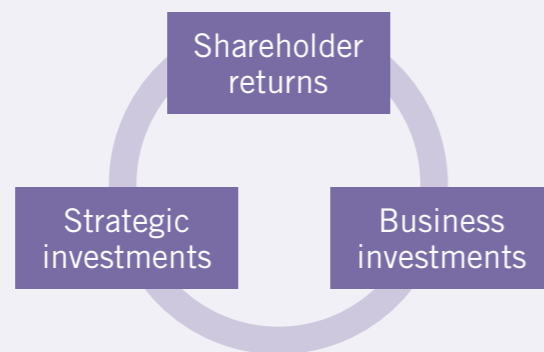 Shareholder
returns
Strategic
investments
Business
investments